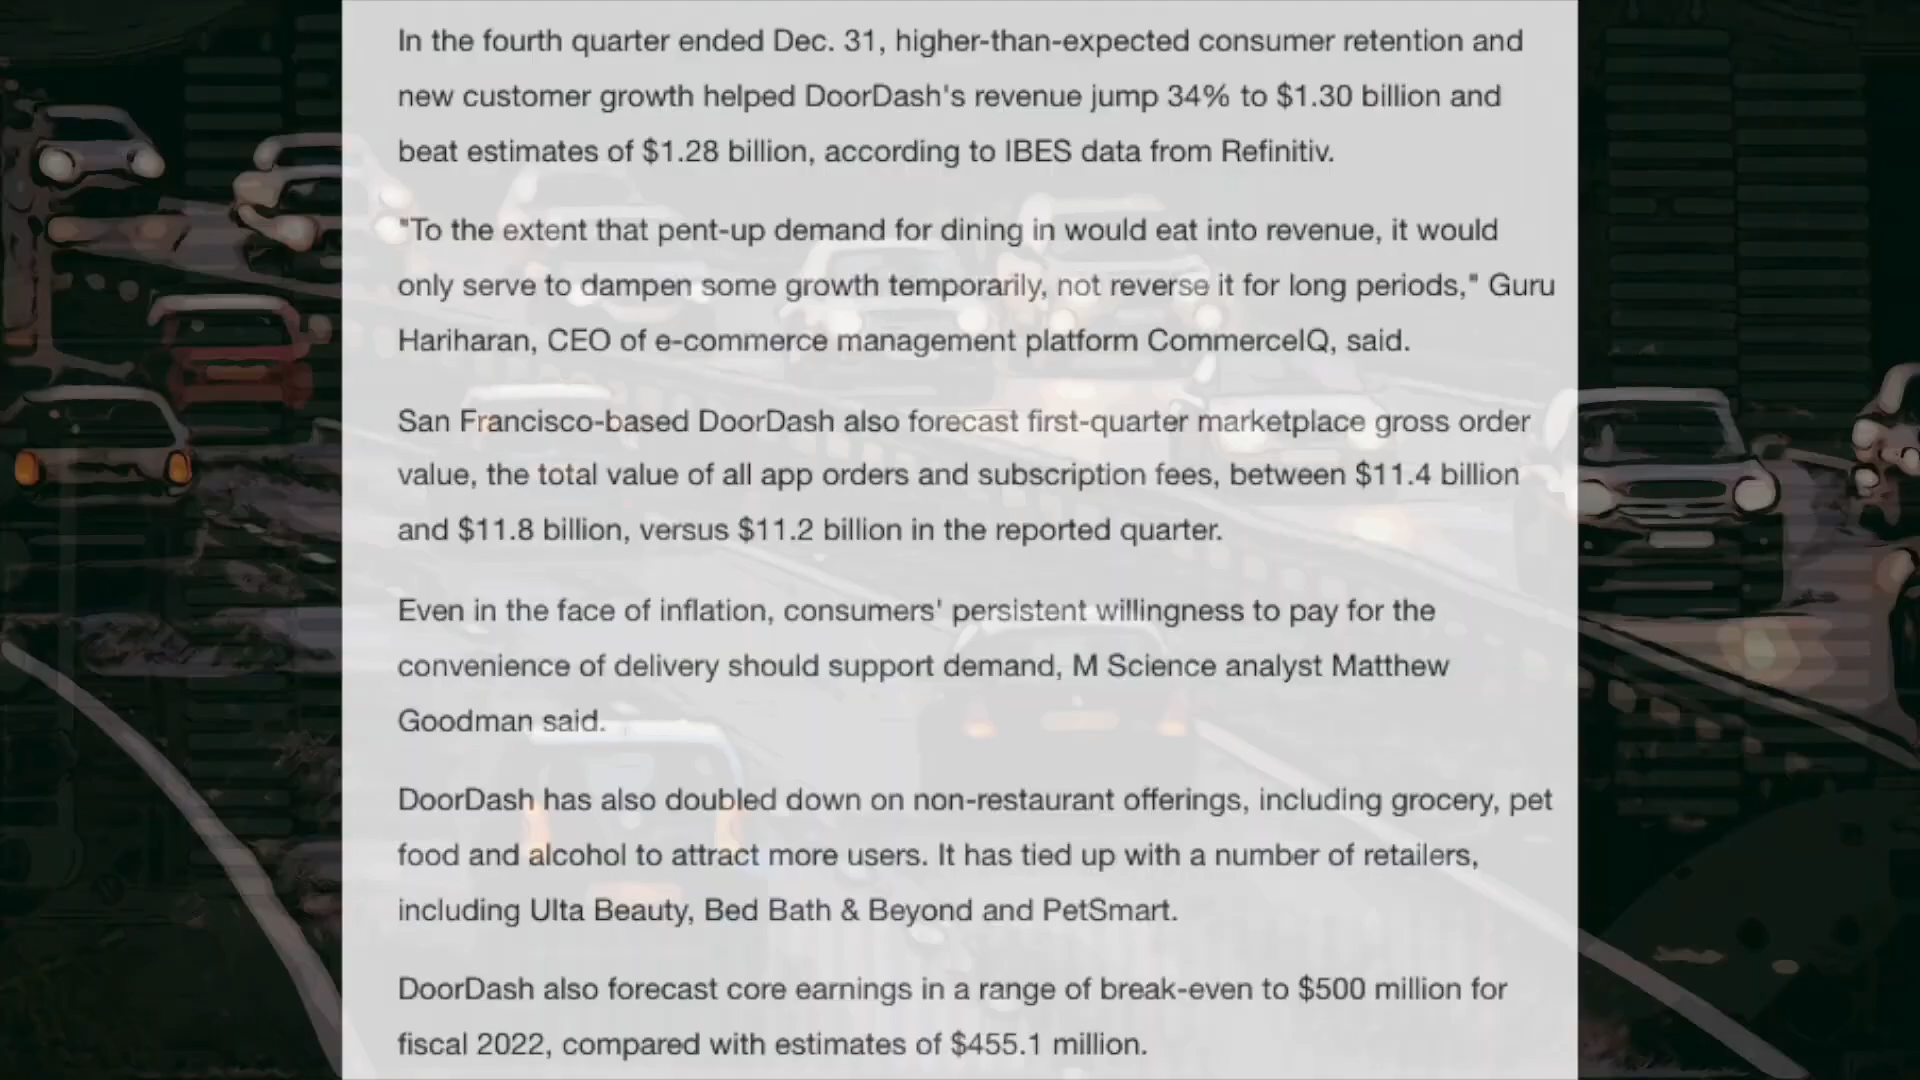 In the fourth quarter ended Dec. 31, higher-than-expected consumer retention and
new customer growth helped DoorDash's revenue jump 34% to $1.30 billion and
beat estimates of $1.28 billion, according to IBES data from Refinitiv.
"To the extent that pent-up demand for dining in would eat into revenue, it would
only serve to dampen some growth temporarily, not reverse it for long periods," Guru
Hariharan, CEO of e-commerce management platform CommerceIQ, said.
San Francisco-based DoorDash also forecast first-quarter marketplace gross order
value, the total value of all app orders and subscription fees, between $11.4 billion
and $11.8 billion, versus $11.2 billion in the reported quarter.
Even in the face of inflation, consumers' persistent willingness to pay for the
convenience of delivery should support demand, M Science analyst Matthew
Goodman said.
DoorDash has also doubled down on non-restaurant offerings, including grocery, pet
food and alcohol to attract more users. It has tied up with a number of retailers,
including Ulta Beauty, Bed Bath & Beyond and PetSmart.
DoorDash also forecast core earnings in a range of break-even to $500 million for
fiscal 2022, compared with estimates of $455.1 million.